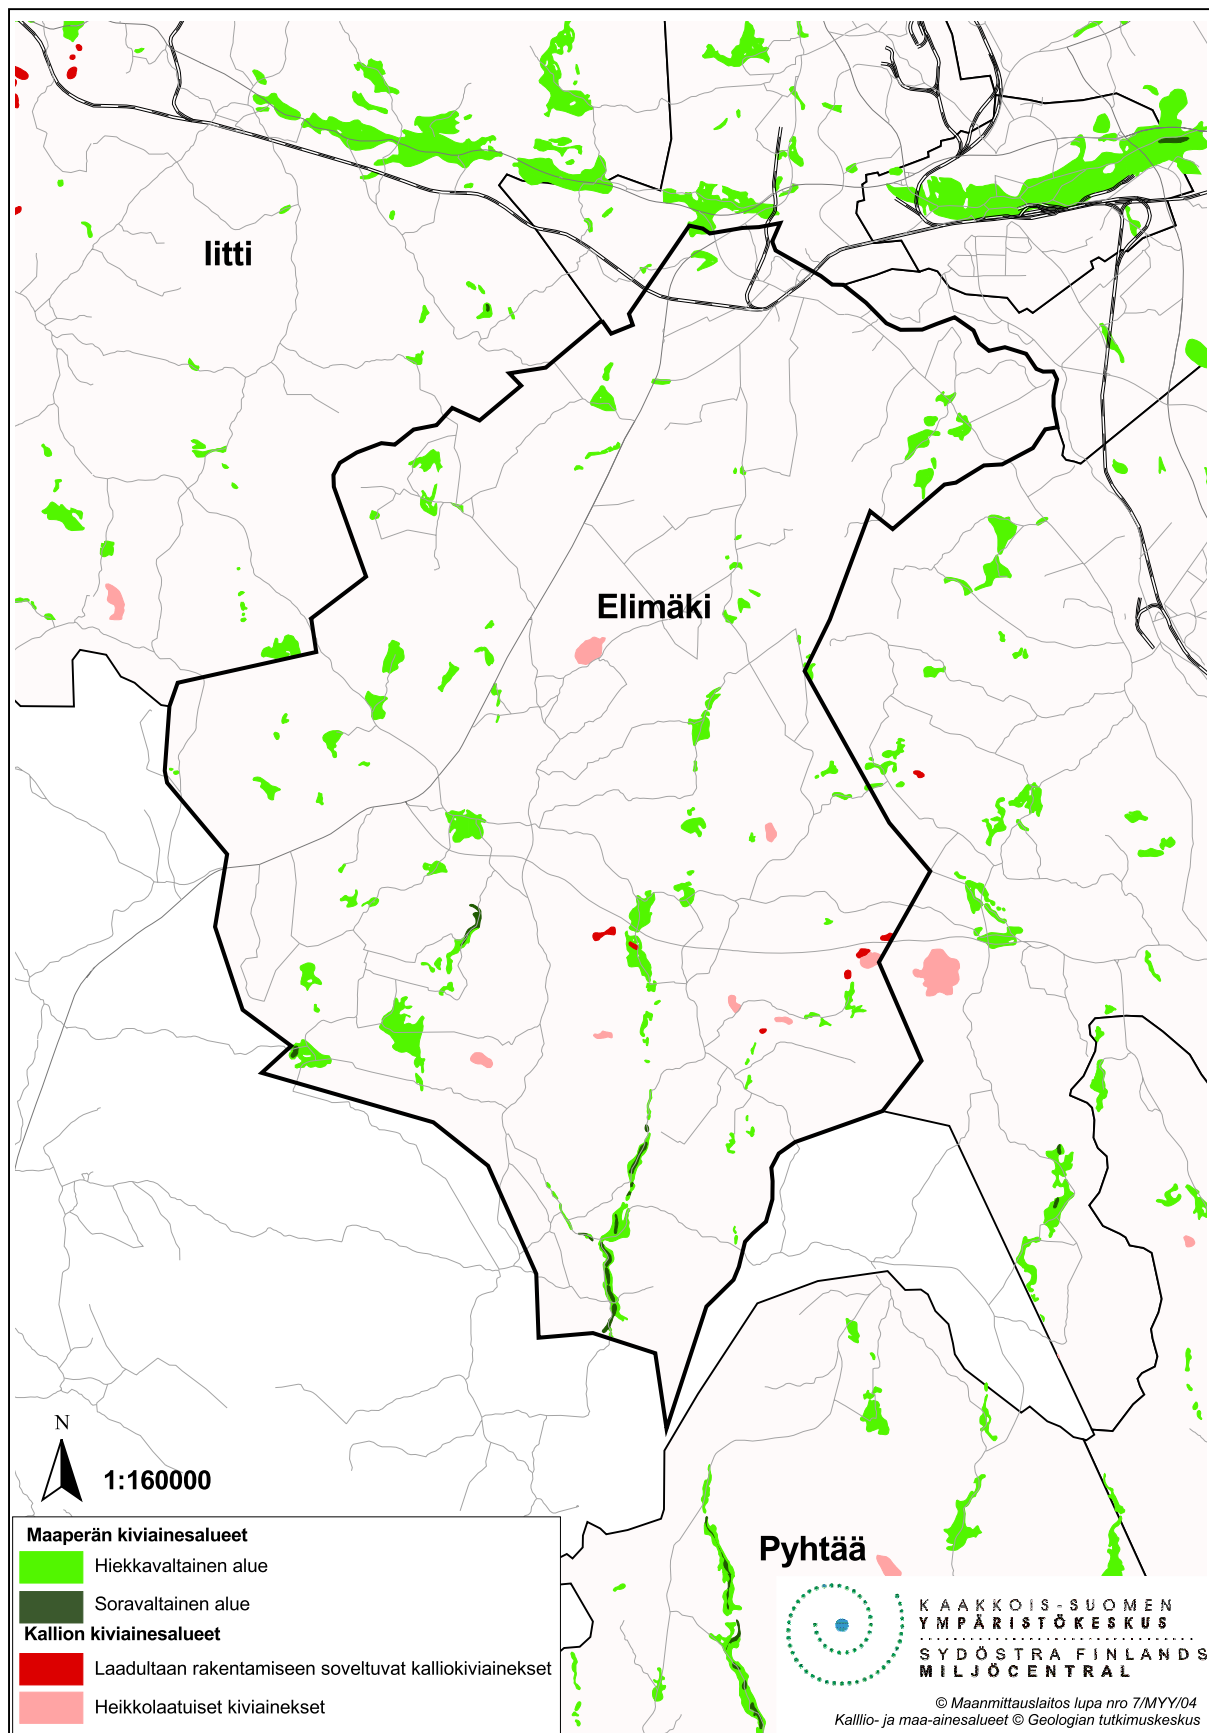 Iitti
Elimäki
N
1:160000
Pyhtää
Maaperän kiviainesalueet
Hiekkavaltainen alue
Soravaltainen alue
Kallion kiviainesalueet
Laadultaan rakentamiseen soveltuvat kalliokiviainekset
Heikkolaatuiset kiviainekset
KAAKKOIS-SUOMEN
YMPÄRISTÖKESKUS
SYDÖSTRA FINLANDS
MILJÖCENTRAL
© Maanmittauslaitos lupa nro 7/MYY/04
Kalllio- ja maa-ainesalueet © Geologian tutkimuskeskus